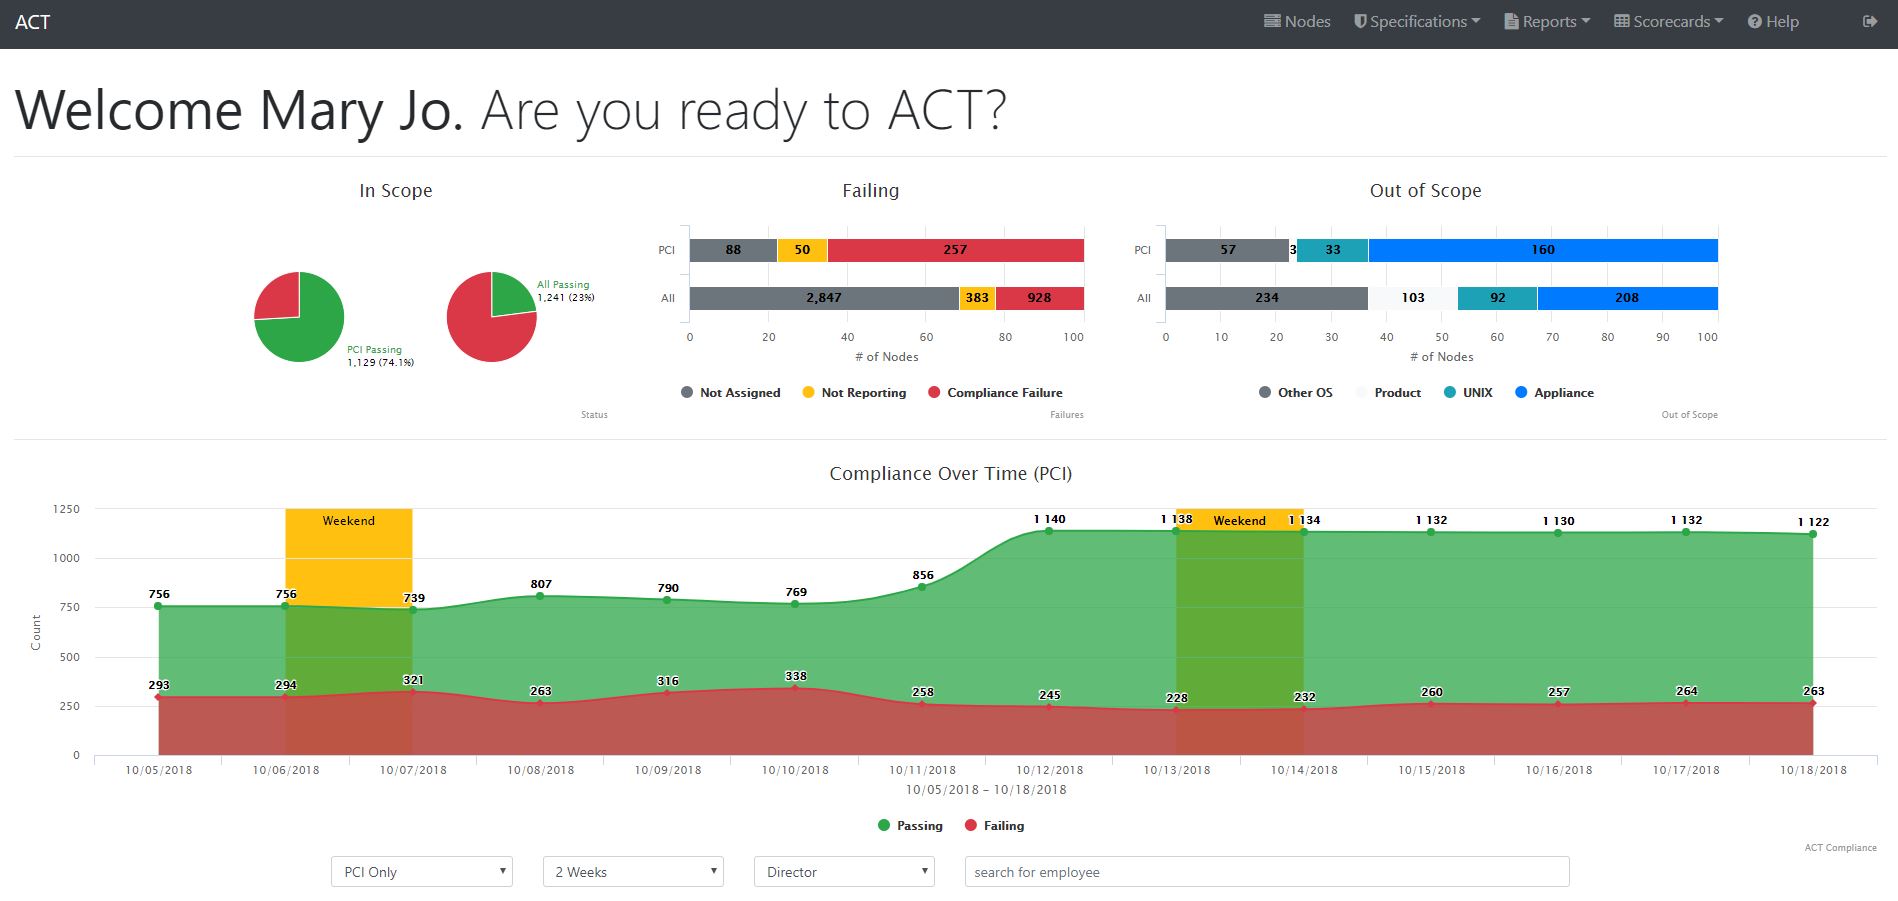 ACT
Nodes Specifications Reports Scorecards Help
Welcome Mary Jo. Are you ready to ACT?
In Scope
All Passing
1,241 (23%)
PCI Passing
1,129 (74.1%)
Status
Failing
PCI 88 50 257
All 2,847 383 928
0 20 40 60 80 100
# of Nodes
Not Assigned Not Reporting Compliance Failure
Failures
Out of Scope
PCI 57 3 33 160
All 234 103 92 208
0 10 20 30 40 50 60 70 80 90 100
# of Nodes
Other OS Product UNIX Appliance
Out of Scope
Compliance Over Time (PCI)
Count
1250
1000
750
500
250
0
Weekend Weekend
756 756 739 807 790 769 856 1 140 1 138 1 134 1 132 1 130 1 132 1 122
293 294 321 263 316 338 258 245 228 232 260 257 264 263
10/05/2018 10/06/2018 10/07/2018 10/08/2018 10/09/2018 10/10/2018 10/11/2018 10/12/2018 10/13/2018 10/14/2018 10/15/2018 10/16/2018 10/17/2018 10/18/2018
10/05/2018 - 10/18/2018
Passing Failing
ACT Compliance
PCI Only 2 Weeks Director search for employee